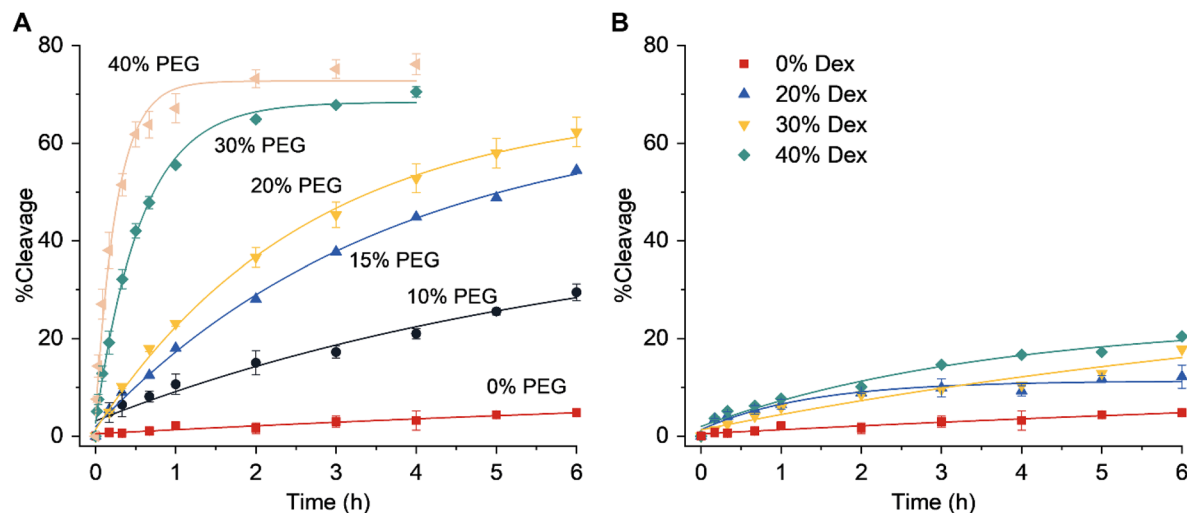 A
B
80
60
40
20
0
%Cleavage
40% PEG
30% PEG
20% PEG
15% PEG
10% PEG
0% PEG
0 1 2 3 4 5 6
Time (h)
80
60
40
20
0
%Cleavage
0% Dex
20% Dex
30% Dex
40% Dex
0 1 2 3 4 5 6
Time (h)